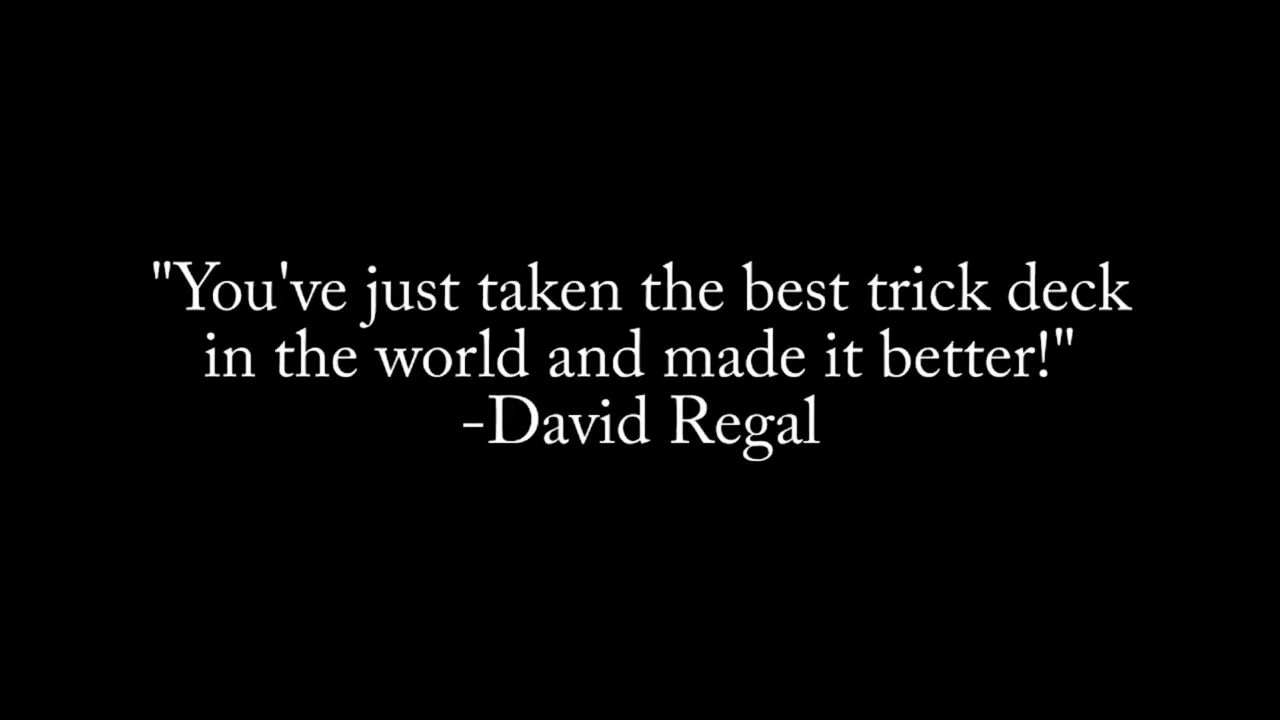 "You've just taken the best trick deck
in the world and made it better!"
-David Regal